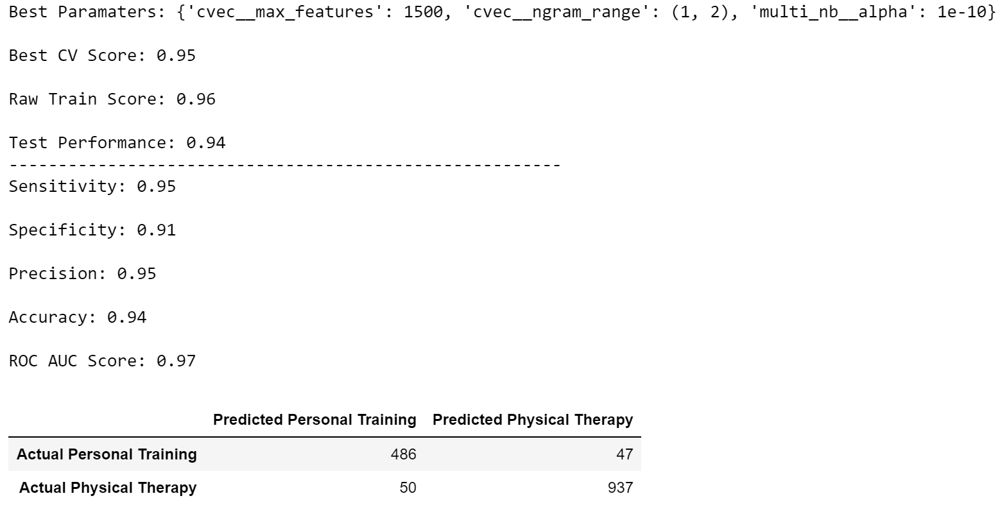 Best Paramaters: {'cvec__max_features': 1500, 'cvec__ngram_range': (1, 2), 'multi_nb__alpha': 1e-10}
Best CV Score: 0.95
Raw Train Score: 0.96
Test Performance: 0.94
--------------------------------------------------------
Sensitivity: 0.95
Specificity: 0.91
Precision: 0.95
Accuracy: 0.94
ROC AUC Score: 0.97
Predicted Personal Training Predicted Physical Therapy
Actual Personal Training 486 47
Actual Physical Therapy 50 937